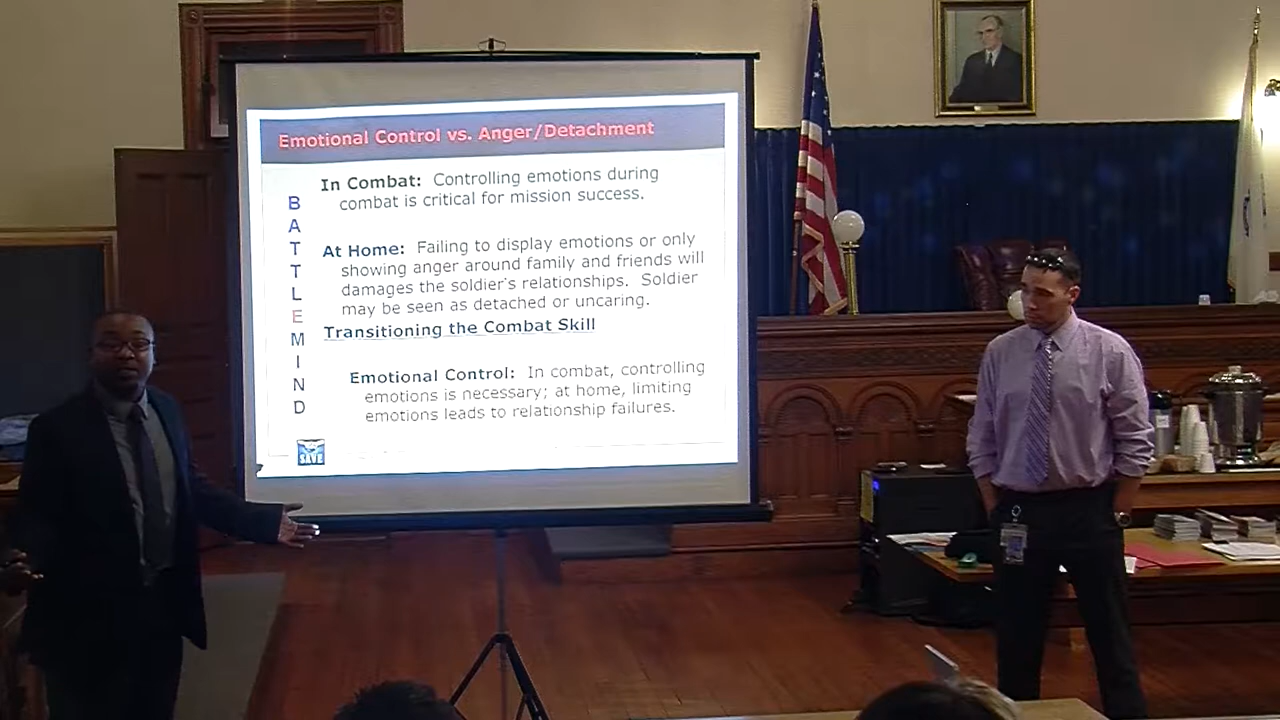 Emotional Control vs. Anger/Detachment
In Combat: Controlling emotions during
combat is critical for mission success.
At Home: Failing to display emotions or only
showing anger around family and friends will
damages the soldier's relationships. Soldier
may be seen as detached or uncaring.
Transitioning the Combat Skill
Emotional Control: In combat, controlling
emotions is necessary; at home, limiting
emotions leads to relationship failures.
B
A
T
T
L
E
M
I
N
D
SAVE